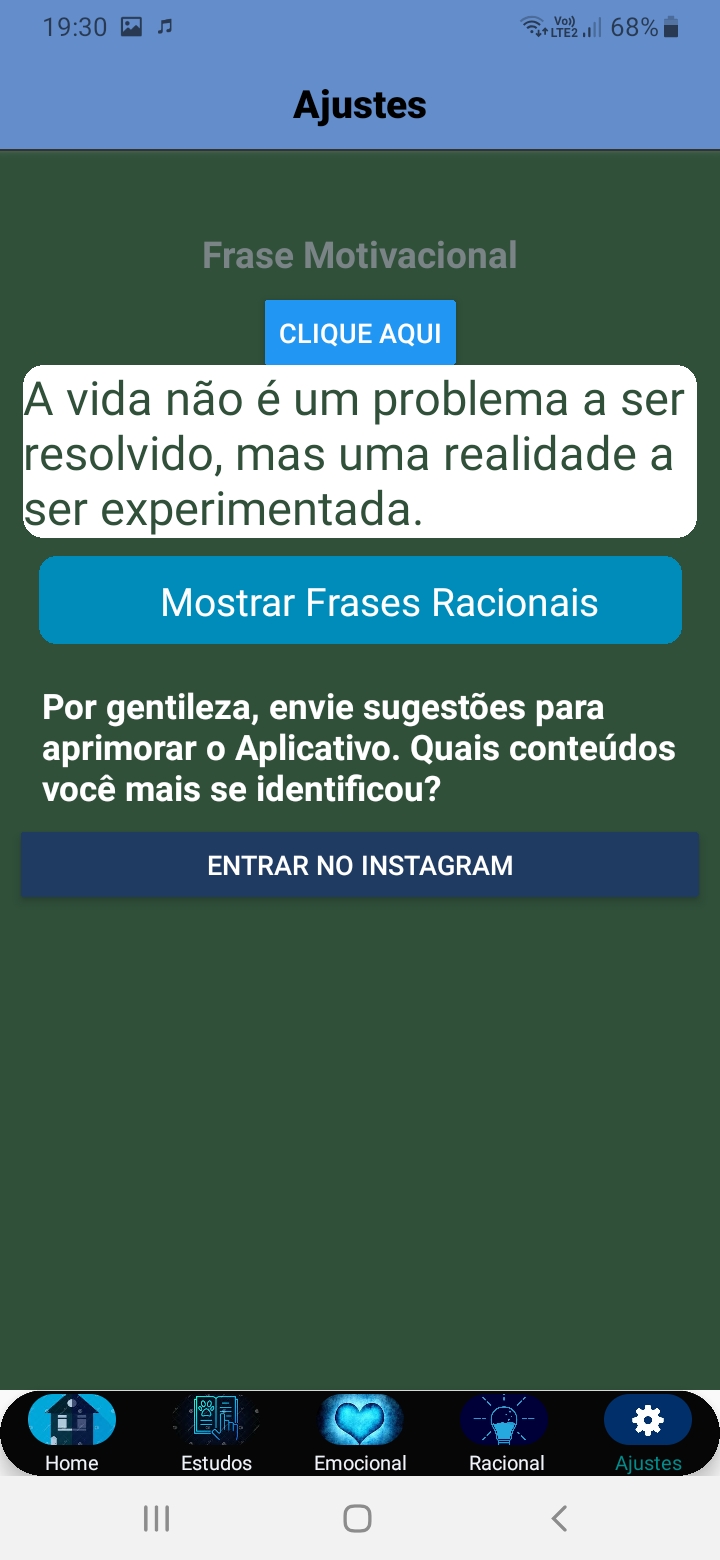 19:30 Vo)) LTE2 68%
Ajustes
Frase Motivacional
CLIQUE AQUI
A vida não é um problema a ser
resolvido, mas uma realidade a
ser experimentada.
Mostrar Frases Racionais
Por gentileza, envie sugestões para
aprimorar o Aplicativo. Quais conteúdos
você mais se identificou?
ENTRAR NO INSTAGRAM
Home Estudos Emocional Racional Ajustes